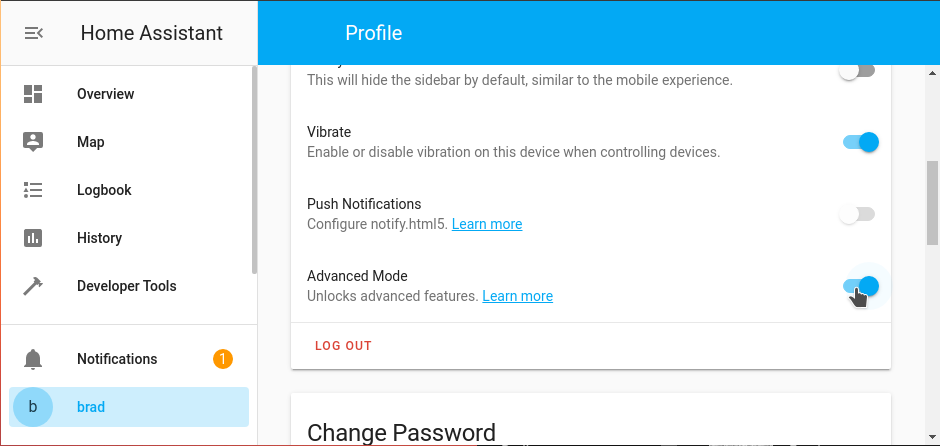 Home Assistant
Profile
Overview
Map
Logbook
History
Developer Tools
Notifications
1
b
brad
This will hide the sidebar by default, similar to the mobile experience.
Vibrate
Enable or disable vibration on this device when controlling devices.
Push Notifications
Configure notify.html5. Learn more
Advanced Mode
Unlocks advanced features. Learn more
LOG OUT
Change Password